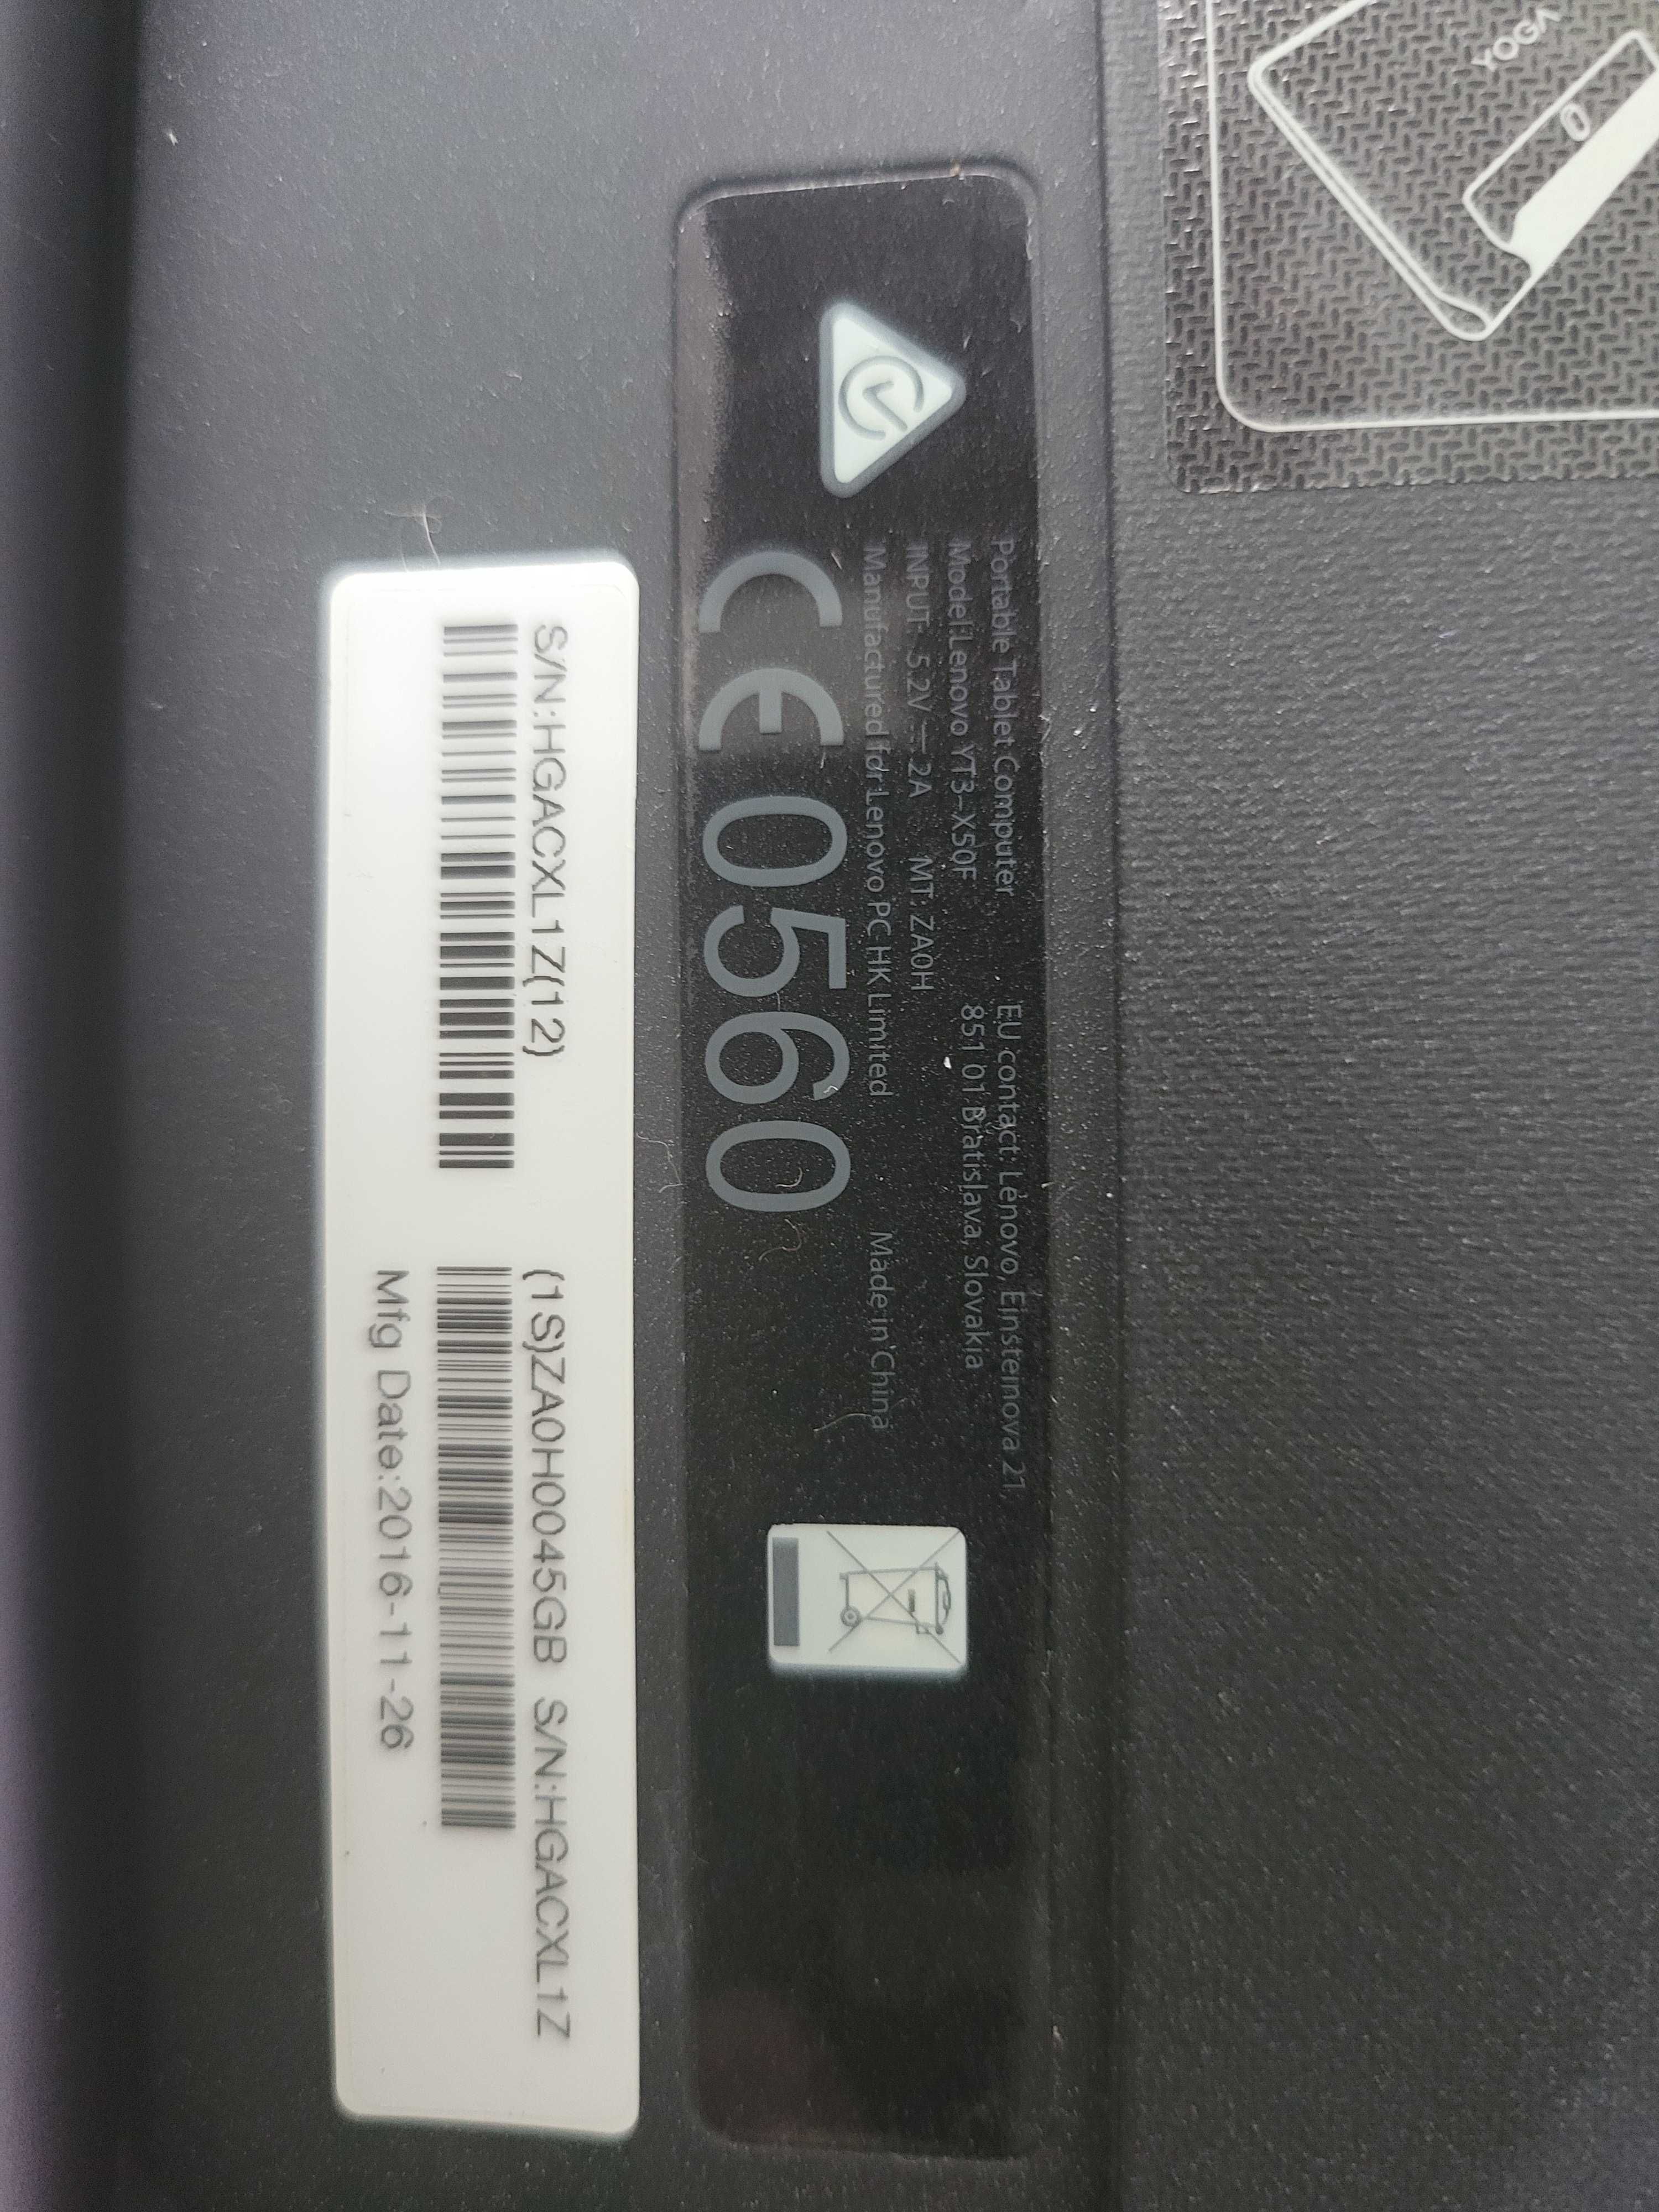 YOGA
Portable Tablet Computer
Model:Lenovo YT3-X50F
INPUT: 5.2V⎓2A MT: ZA0H
Manufactured for Lenovo PC HK Limited
EU contact: Lenovo, Einsteinova 21,
851 01 Bratislava, Slovakia
Made in China
CE0560
S/N:HGACXL1Z(12)
(1S)ZA0H0045GB S/N:HGACXL1Z
Mfg Date:2016-11-26